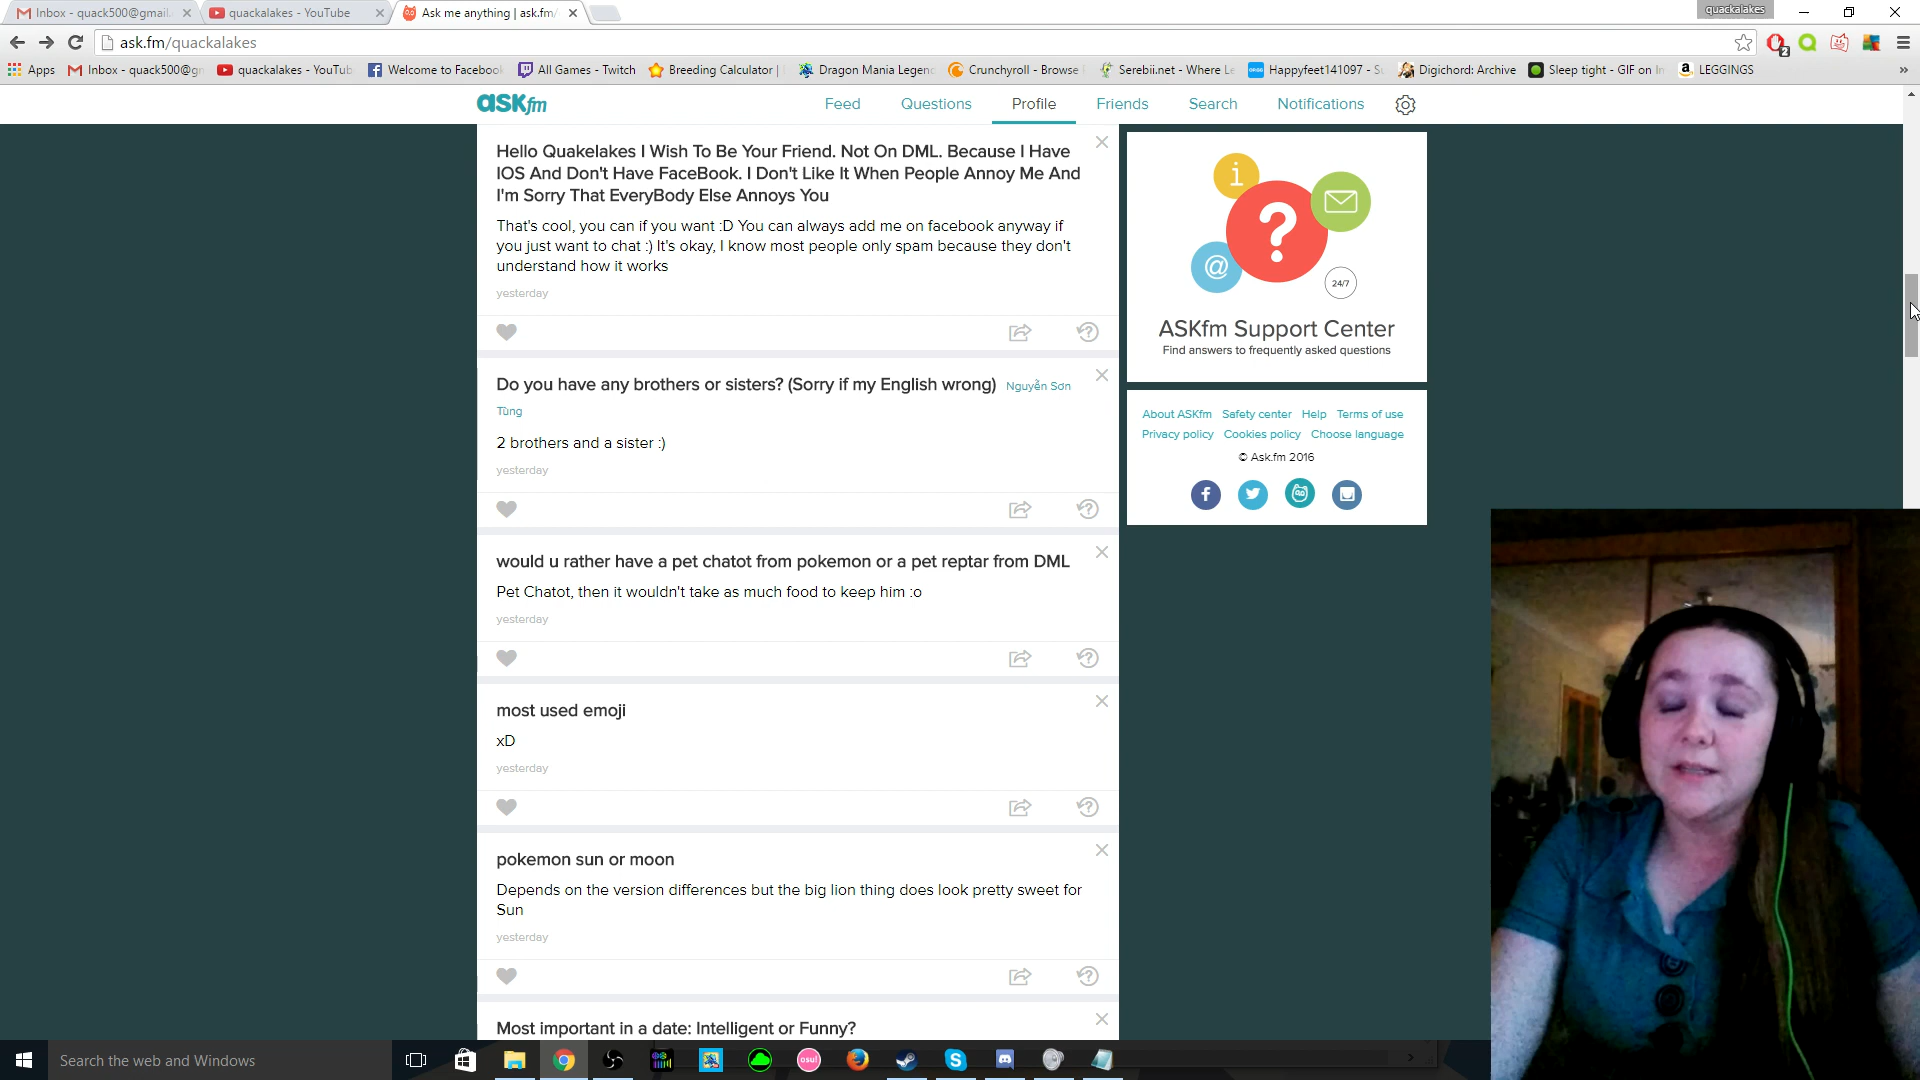 Inbox - quack500@gmail.
quackalakes - YouTube
Ask me anything | ask.fm/
quackalakes
ask.fm/quackalakes
Apps
Inbox - quack500@gm
quackalakes - YouTub
Welcome to Facebook
All Games - Twitch
Breeding Calculator |
Dragon Mania Legend
Crunchyroll - Browse
Serebii.net - Where Le
Happyfeet141097 - S
Digichord: Archive
Sleep tight - GIF on Im
LEGGINGS
ASKfm
Feed
Questions
Profile
Friends
Search
Notifications
Hello Quakelakes I Wish To Be Your Friend. Not On DML. Because I Have
IOS And Don't Have FaceBook. I Don't Like It When People Annoy Me And
I'm Sorry That EveryBody Else Annoys You
That's cool, you can if you want :D You can always add me on facebook anyway if
you just want to chat :) It's okay, I know most people only spam because they don't
understand how it works
yesterday
Do you have any brothers or sisters? (Sorry if my English wrong) Nguyễn Sơn
Tùng
2 brothers and a sister :)
yesterday
would u rather have a pet chatot from pokemon or a pet reptar from DML
Pet Chatot, then it wouldn't take as much food to keep him :o
yesterday
most used emoji
xD
yesterday
pokemon sun or moon
Depends on the version differences but the big lion thing does look pretty sweet for
Sun
yesterday
Most important in a date: Intelligent or Funny?
24/7
ASKfm Support Center
Find answers to frequently asked questions
About ASKfm Safety center Help Terms of use
Privacy policy Cookies policy Choose language
© Ask.fm 2016
Search the web and Windows
osu!